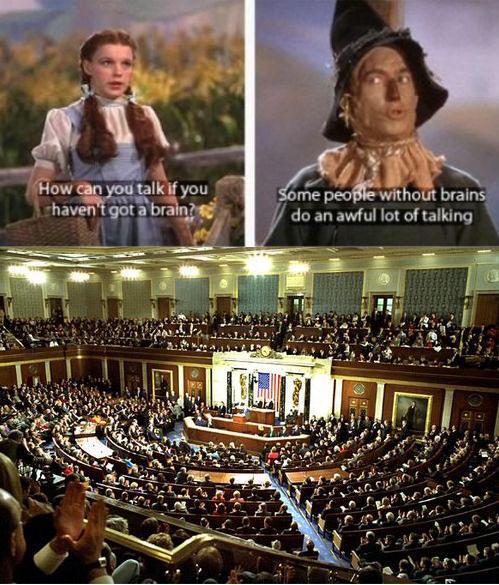 How can you talk if you
haven't got a brain?
Some people without brains
do an awful lot of talking